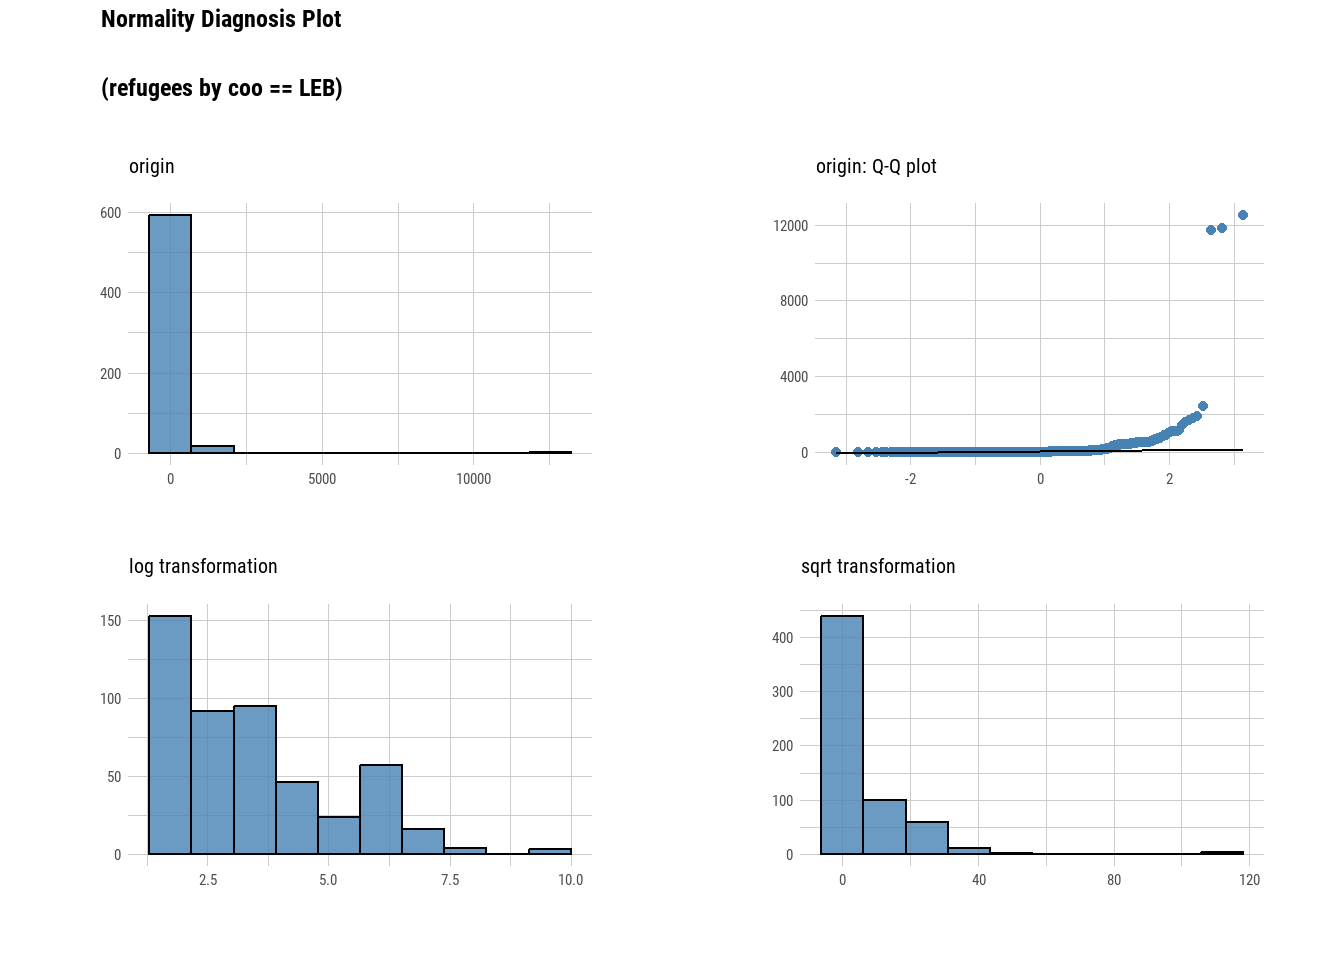 Normality Diagnosis Plot
(refugees by coo == LEB)
origin
600
400
200
0
0 5000 10000
origin: Q-Q plot
12000
8000
4000
0
-2 0 2
log transformation
150
100
50
0
2.5 5.0 7.5 10.0
sqrt transformation
400
300
200
100
0
0 40 80 120